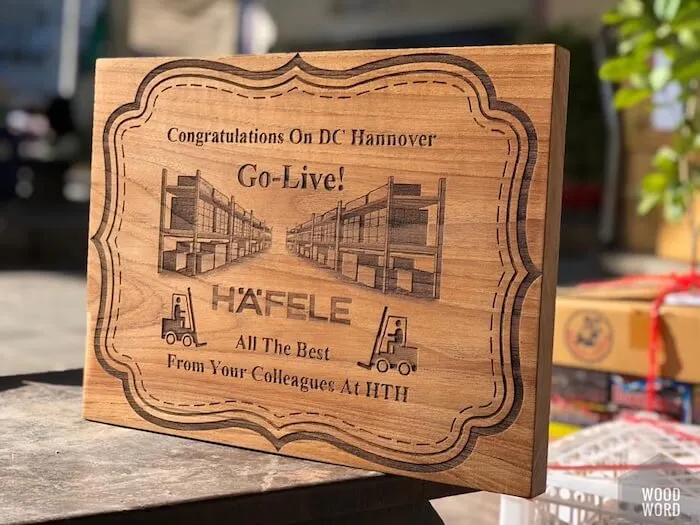 Congratulations On DC Hannover
Go-Live!
HÄFELE
All The Best
From Your Colleagues At HTH
WOOD
WORD